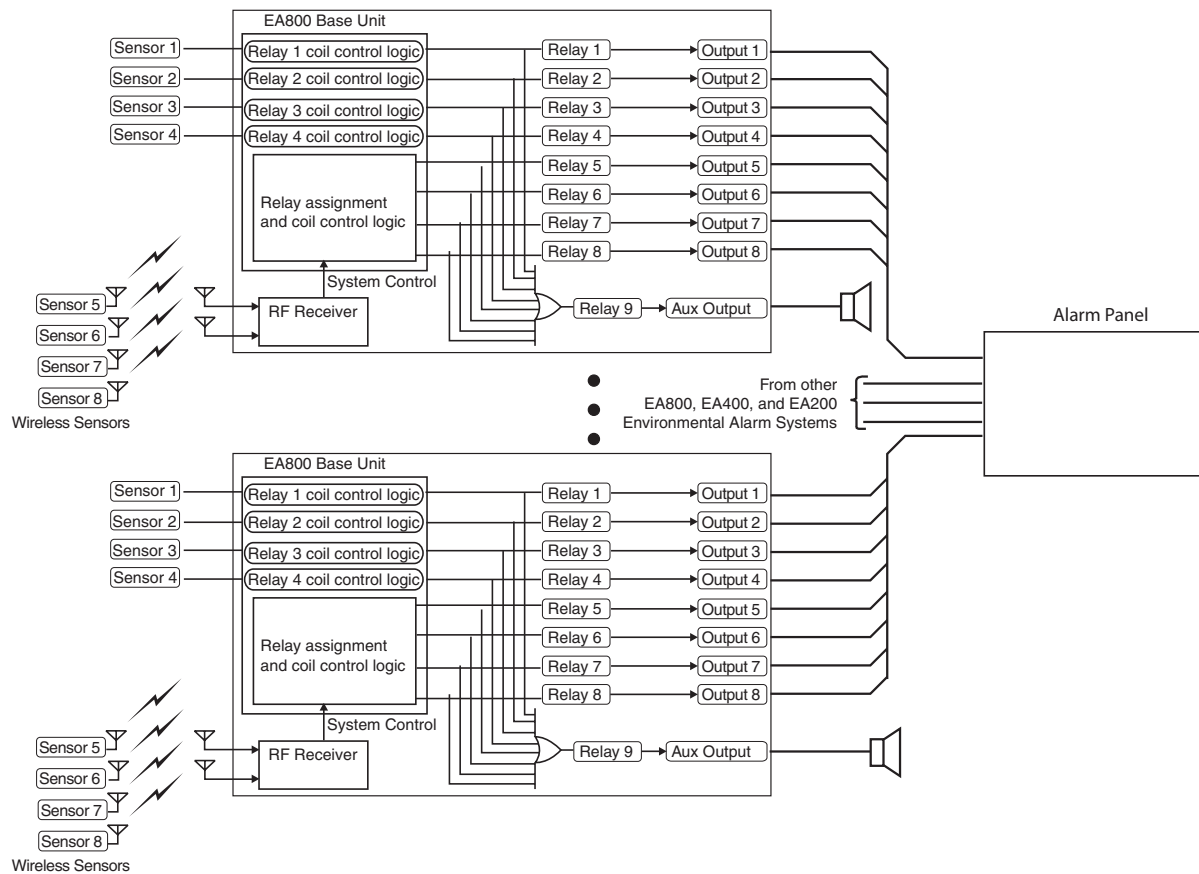 EA800 Base Unit
Sensor 1
Relay 1 coil control logic
Relay 1
Output 1
Sensor 2
Relay 2 coil control logic
Relay 2
Output 2
Sensor 3
Relay 3 coil control logic
Relay 3
Output 3
Sensor 4
Relay 4 coil control logic
Relay 4
Output 4
Relay 5
Output 5
Relay assignment
and coil control logic
Relay 6
Output 6
Relay 7
Output 7
Relay 8
Output 8
System Control
Sensor 5
RF Receiver
Relay 9
Aux Output
Sensor 6
Sensor 7
Sensor 8
Wireless Sensors
Alarm Panel
From other
EA800, EA400, and EA200
Environmental Alarm Systems
EA800 Base Unit
Sensor 1
Relay 1 coil control logic
Relay 1
Output 1
Sensor 2
Relay 2 coil control logic
Relay 2
Output 2
Sensor 3
Relay 3 coil control logic
Relay 3
Output 3
Sensor 4
Relay 4 coil control logic
Relay 4
Output 4
Relay 5
Output 5
Relay assignment
and coil control logic
Relay 6
Output 6
Relay 7
Output 7
Relay 8
Output 8
System Control
Sensor 5
RF Receiver
Relay 9
Aux Output
Sensor 6
Sensor 7
Sensor 8
Wireless Sensors